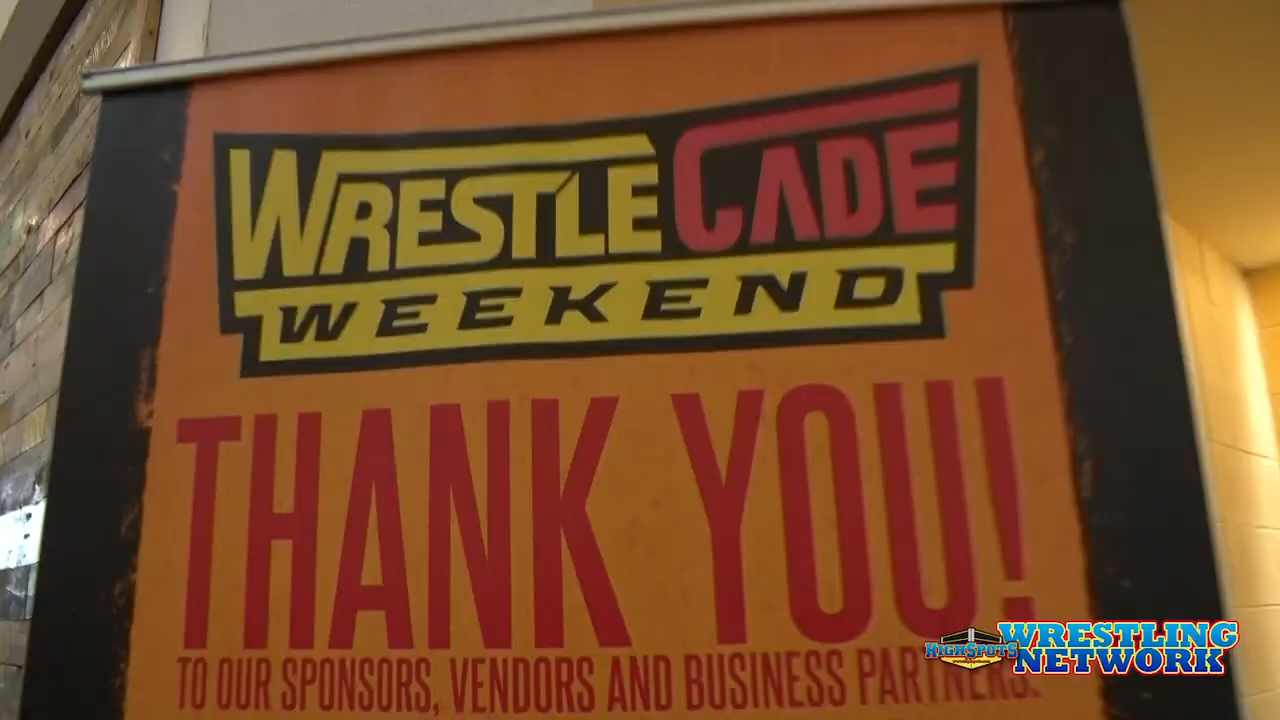 WRESTLECADE
WEEKEND
THANK YOU!
TO OUR SPONSORS, VENDORS AND BUSINESS PARTNERS.
HIGHSPOTS
WRESTLING
NETWORK